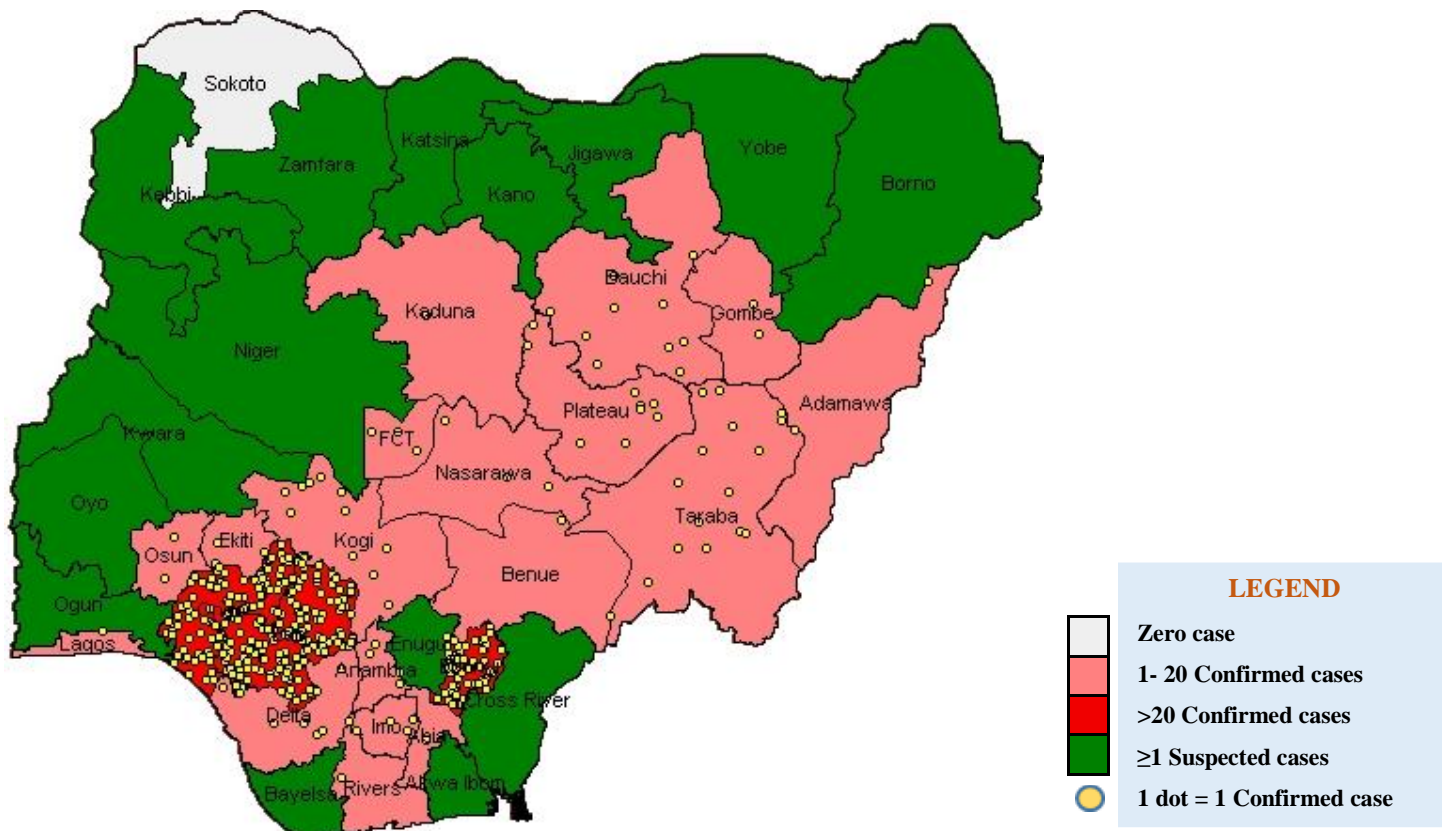 Sokoto
Katsina
Jigawa
Yobe
Zamfara
Kano
Borno
Kebbi
Bauchi
Kaduna
Gombe
Niger
Plateau
Adamawa
FCT
Kwara
Nasarawa
Oyo
Taraba
Ekiti
Kogi
Osun
Benue
Ogun
Lagos
Enugu
Anambra
Cross River
Delta
Imo
Abia
Bayelsa
Rivers
Akwa Ibom
LEGEND
Zero case
1- 20 Confirmed cases
>20 Confirmed cases
≥1 Suspected cases
1 dot = 1 Confirmed case